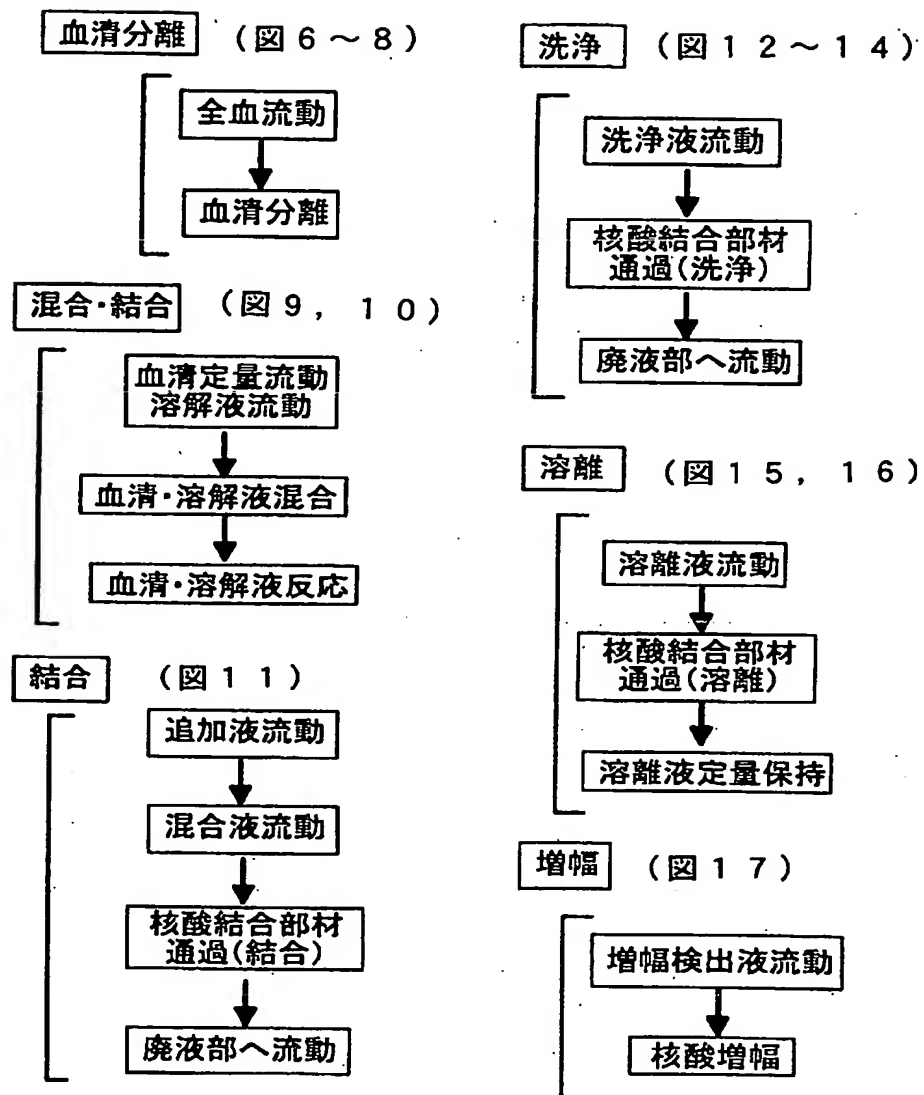 血清分離 (図6~8)
全血流動
血清分離
混合・結合 (図9, 10)
血清定量流動
溶解液流動
血清・溶解液混合
血清・溶解液反応
結合 (図11)
追加液流動
混合液流動
核酸結合部材
通過(結合)
廃液部へ流動
洗浄 (図12~14)
洗浄液流動
核酸結合部材
通過(洗浄)
廃液部へ流動
溶離 (図15, 16)
溶離液流動
核酸結合部材
通過(溶離)
溶離液定量保持
増幅 (図17)
増幅検出液流動
核酸増幅